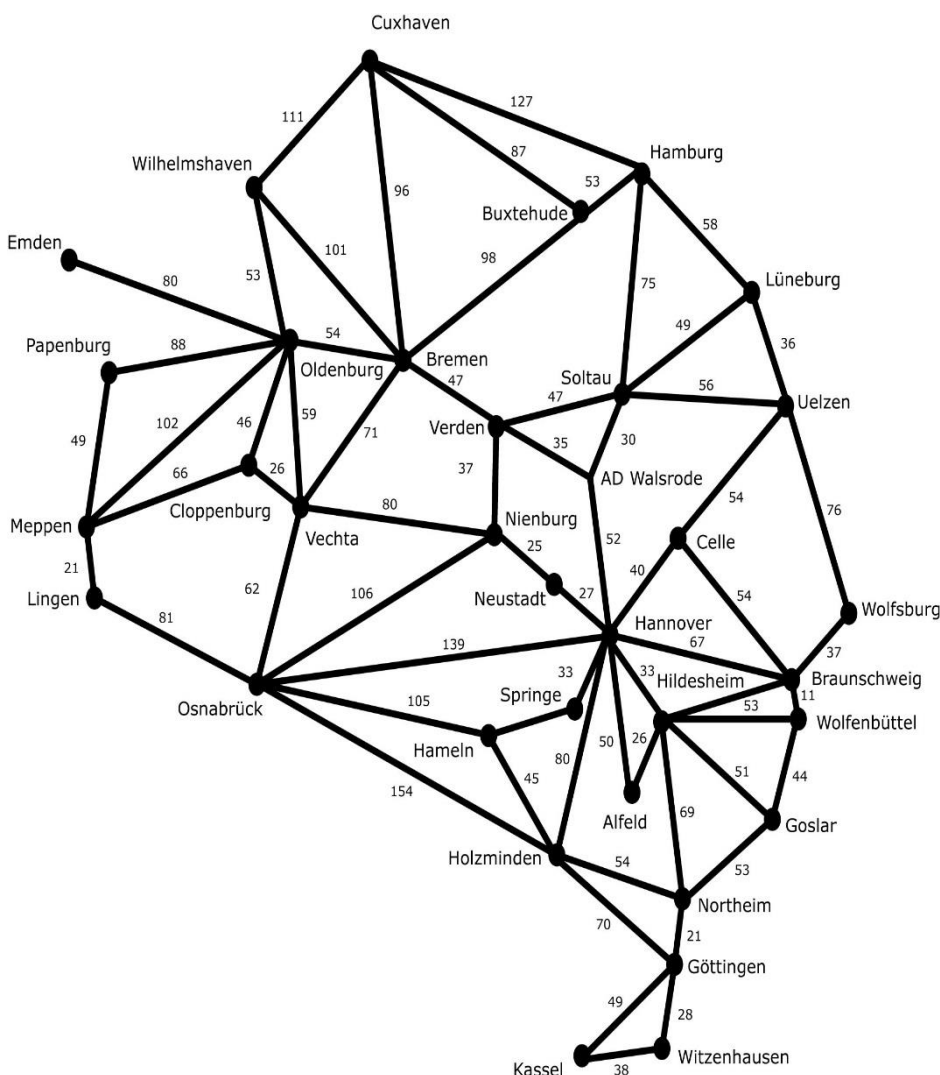 Cuxhaven
127
111
87
Hamburg
Wilhelmshaven
53
96
Buxtehude
58
Emden
101
98
53
80
75
Lüneburg
49
54
Papenburg
88
36
Oldenburg
Bremen
Soltau
47
56
47
Uelzen
102
46
59
Verden
71
35
30
49
66
26
37
AD Walsrode
Cloppenburg
80
54
76
Meppen
Vechta
Nienburg
52
Celle
25
21
62
106
40
54
Lingen
Neustadt
27
Wolfsburg
81
Hannover
139
67
37
33
33
Hildesheim
Braunschweig
Springe
11
Osnabrück
105
53
Wolfenbüttel
Hameln
50
26
80
51
44
45
154
69
Alfeld
Goslar
Holzminden
54
53
Northeim
70
21
Göttingen
49
28
Kassel
38
Witzenhausen